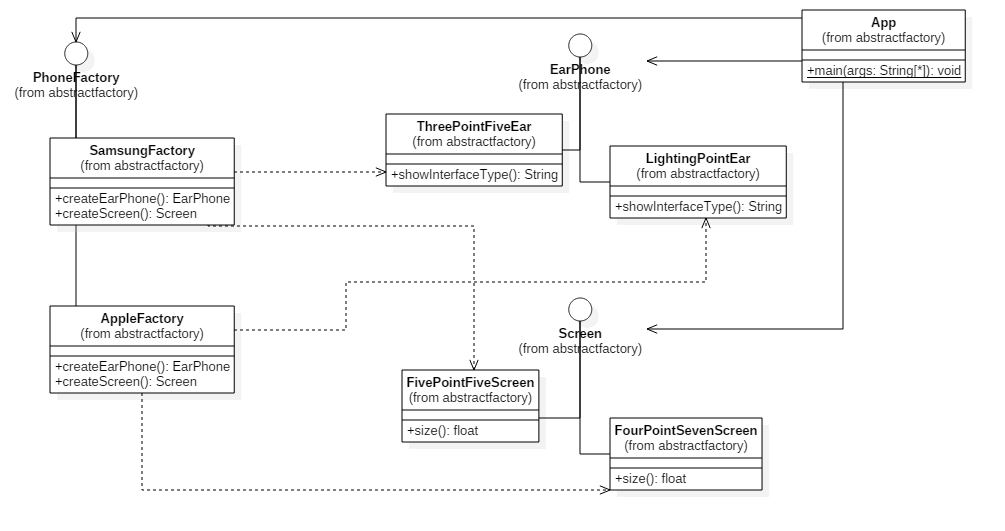 App
(from abstractfactory)
+main(args: String[*]): void
PhoneFactory
(from abstractfactory)
EarPhone
(from abstractfactory)
ThreePointFiveEar
(from abstractfactory)
+showInterfaceType(): String
SamsungFactory
(from abstractfactory)
+createEarPhone(): EarPhone
+createScreen(): Screen
LightingPointEar
(from abstractfactory)
+showInterfaceType(): String
AppleFactory
(from abstractfactory)
+createEarPhone(): EarPhone
+createScreen(): Screen
Screen
(from abstractfactory)
FivePointFiveScreen
(from abstractfactory)
+size(): float
FourPointSevenScreen
(from abstractfactory)
+size(): float